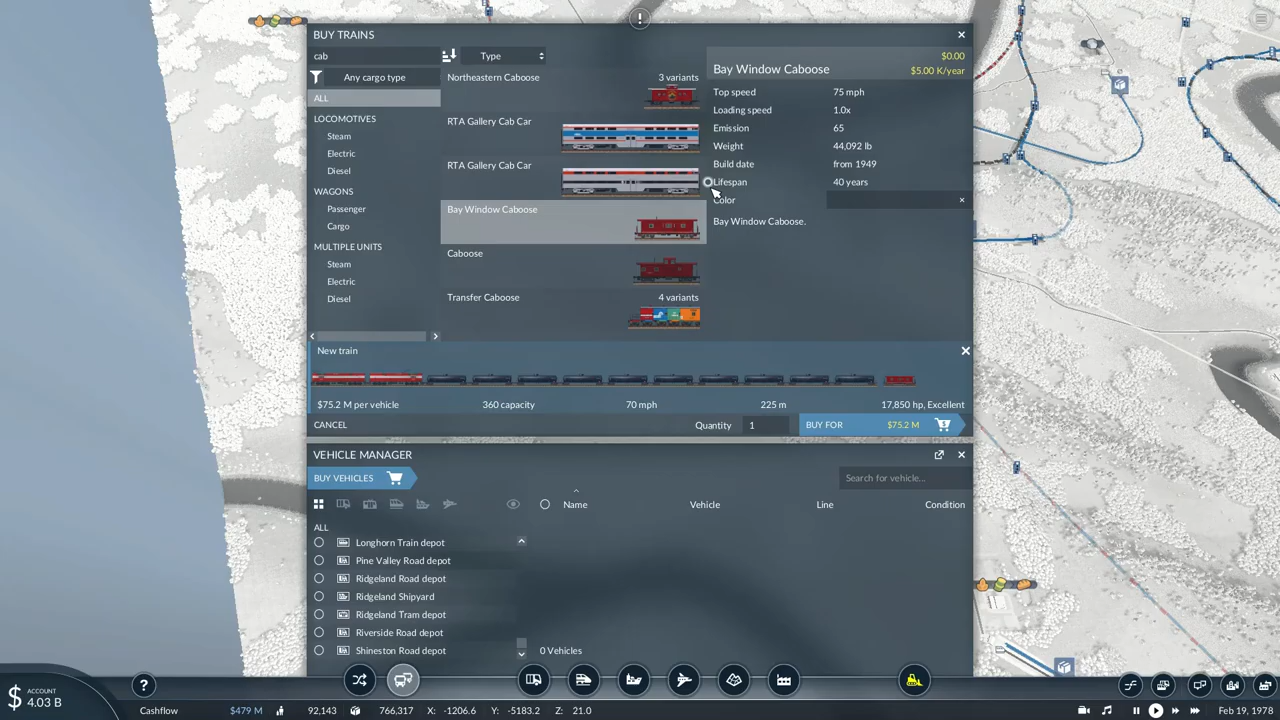 BUY TRAINS
cab
Type
Any cargo type
ALL
LOCOMOTIVES
Steam
Electric
Diesel
WAGONS
Passenger
Cargo
MULTIPLE UNITS
Steam
Electric
Diesel
Northeastern Caboose 3 variants
RTA Gallery Cab Car
RTA Gallery Cab Car
Bay Window Caboose
Caboose
Transfer Caboose 4 variants
$0.00
Bay Window Caboose $5.00 K/year
Top speed 75 mph
Loading speed 1.0x
Emission 65
Weight 44,092 lb
Build date from 1949
Lifespan 40 years
Color
Bay Window Caboose.
New train
$75.2 M per vehicle 360 capacity 70 mph 225 m 17,850 hp, Excellent
CANCEL Quantity 1 BUY FOR $75.2 M
VEHICLE MANAGER
BUY VEHICLES Search for vehicle...
Name Vehicle Line Condition
ALL
Longhorn Train depot
Pine Valley Road depot
Ridgeland Road depot
Ridgeland Shipyard
Ridgeland Tram depot
Riverside Road depot
Shineston Road depot 0 Vehicles
$ ACCOUNT
4.03 B
?
Cashflow $479 M 92,143 766,317 X: -1206.6 Y: -5183.2 Z: 21.0 Feb 19, 1978